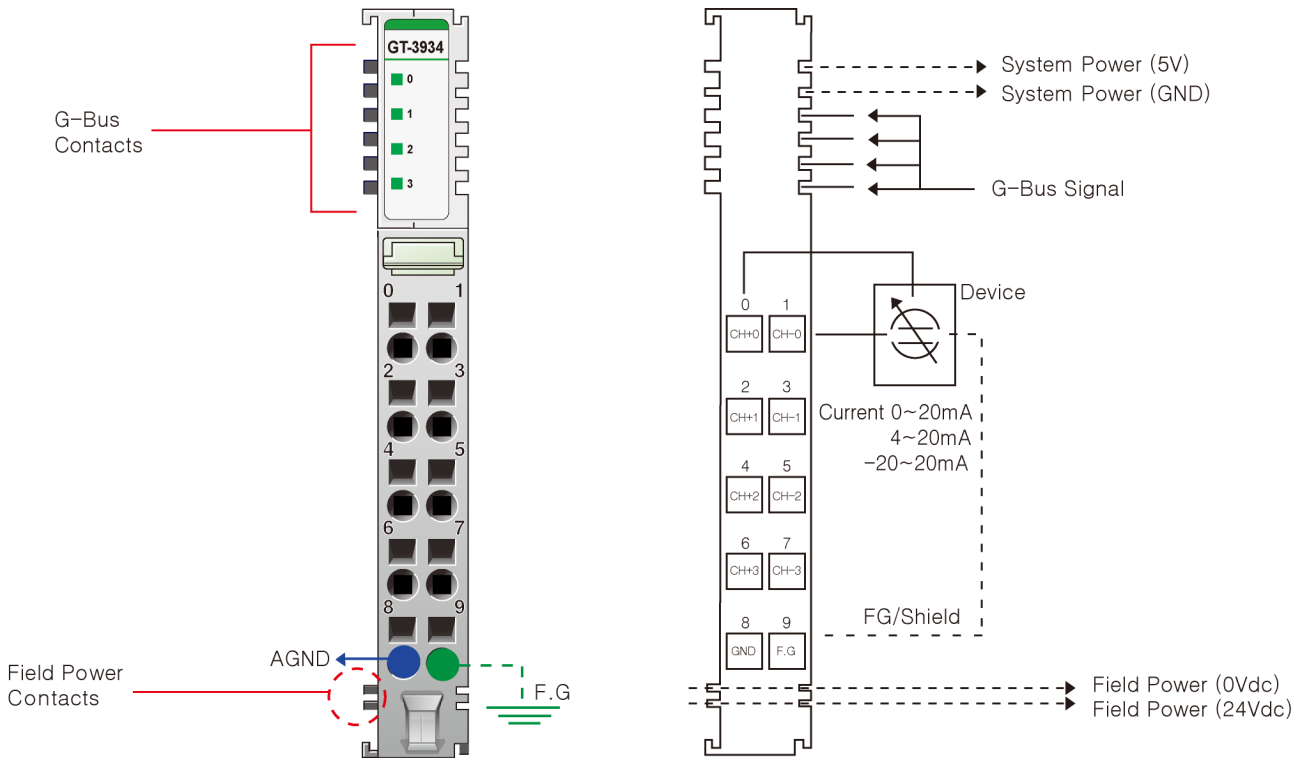 GT-3934
0
1
2
3
G-Bus
Contacts
0 1
2 3
4 5
6 7
8 9
AGND
F.G
Field Power
Contacts
System Power (5V)
System Power (GND)
G-Bus Signal
Device
0 1
CH+0 CH-0
2 3
CH+1 CH-1
Current 0~20mA
4~20mA
-20~20mA
4 5
CH+2 CH-2
6 7
CH+3 CH-3
FG/Shield
8 9
GND F.G
Field Power (0Vdc)
Field Power (24Vdc)